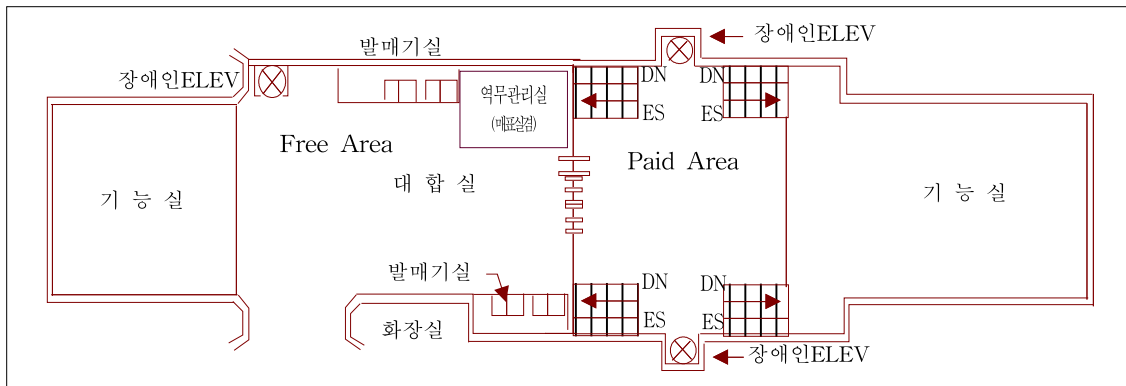 발매기실
장애인ELEV
장애인ELEV
역무관리실
(매표실겸)
DN
ES
DN
ES
Free Area
Paid Area
기 능 실
대 합 실
기 능 실
발매기실
화장실
DN
ES
DN
ES
장애인ELEV